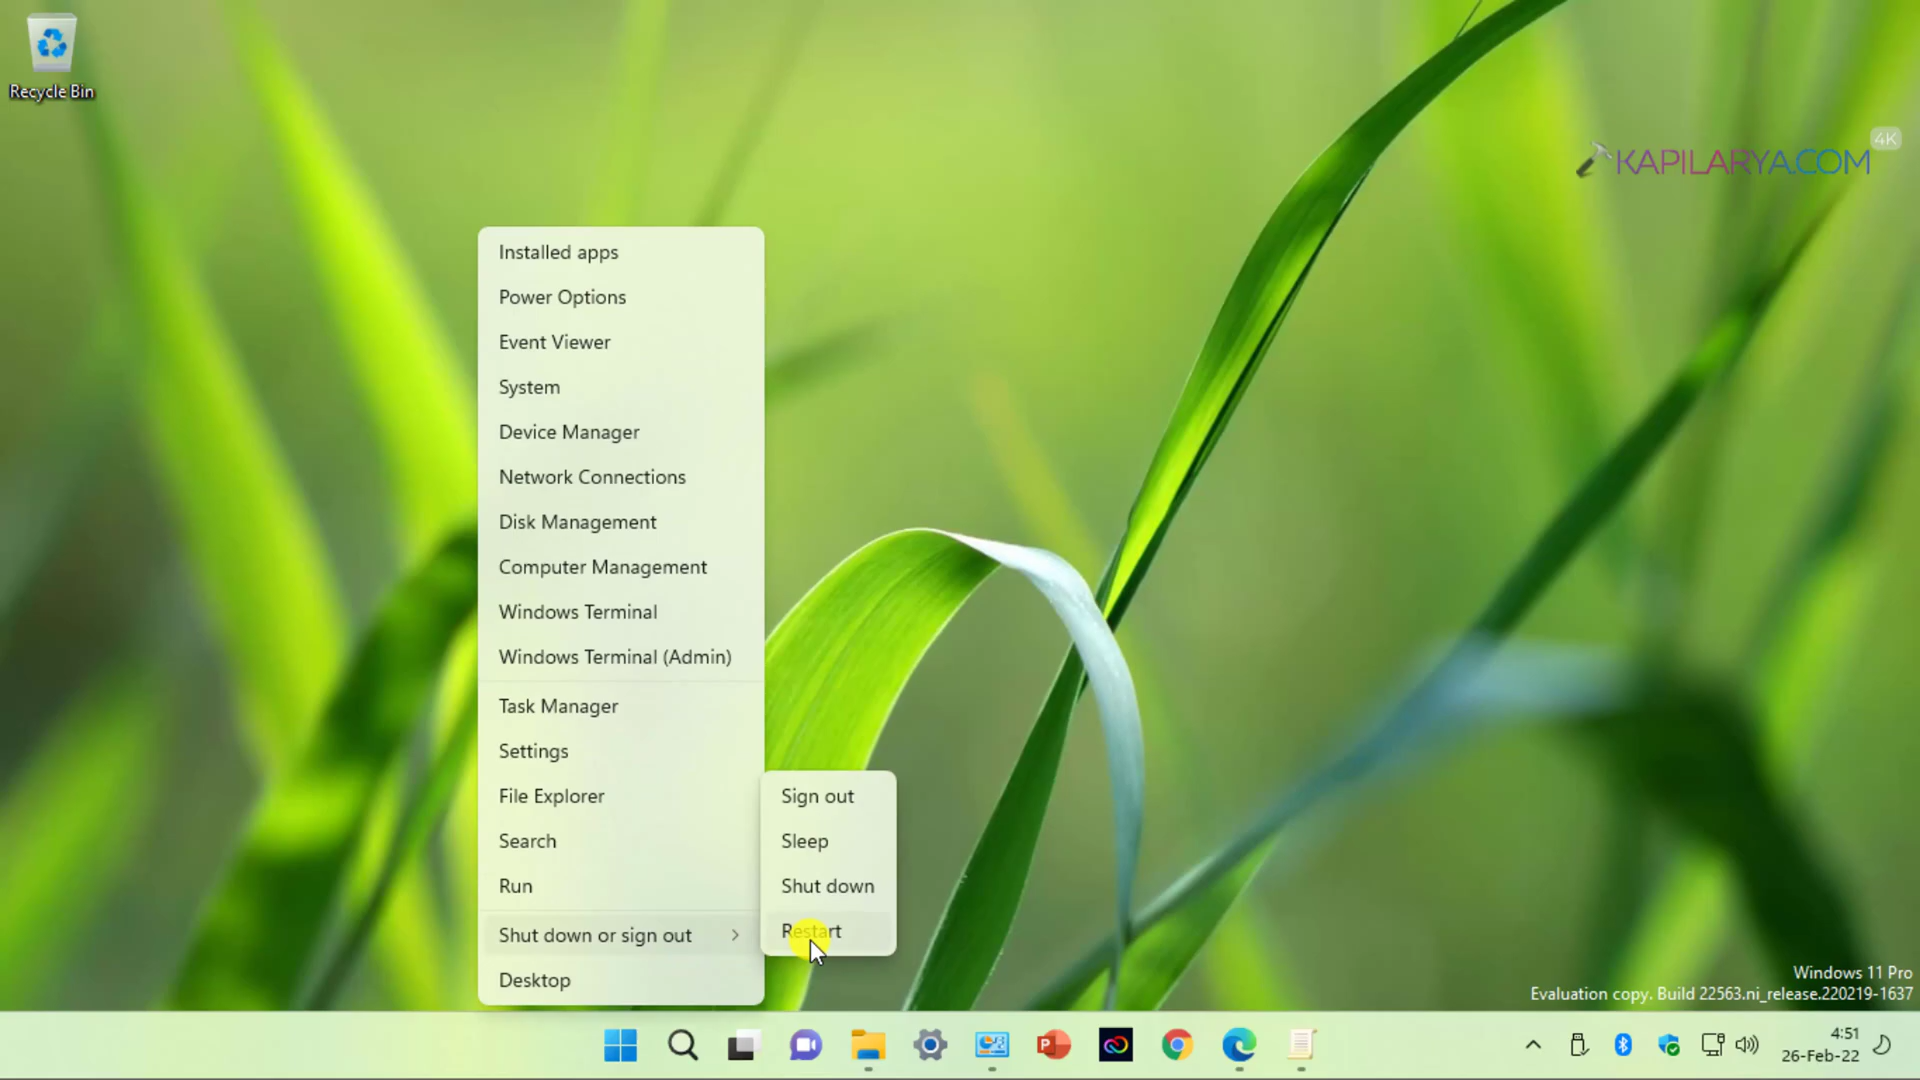 Recycle Bin
4K
KAPILARYA.COM
Installed apps
Power Options
Event Viewer
System
Device Manager
Network Connections
Disk Management
Computer Management
Windows Terminal
Windows Terminal (Admin)
Task Manager
Settings
File Explorer
Search
Run
Shut down or sign out
Desktop
Sign out
Sleep
Shut down
Restart
Windows 11 Pro
Evaluation copy. Build 22563.ni_release.220219-1637
4:51
26-Feb-22